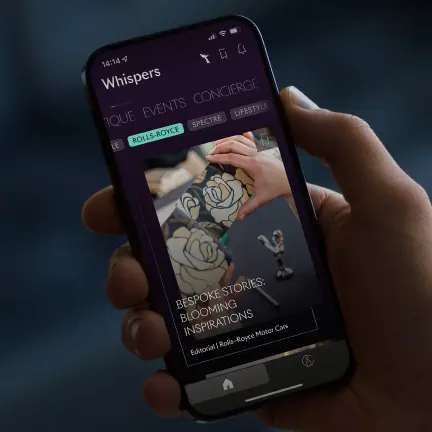 14:14
Whispers
IQUE EVENTS CONCIERGE
LE ROLLS-ROYCE SPECTRE LIFESTYL
BESPOKE STORIES:
BLOOMING
INSPIRATIONS
Editorial | Rolls-Royce Motor Cars